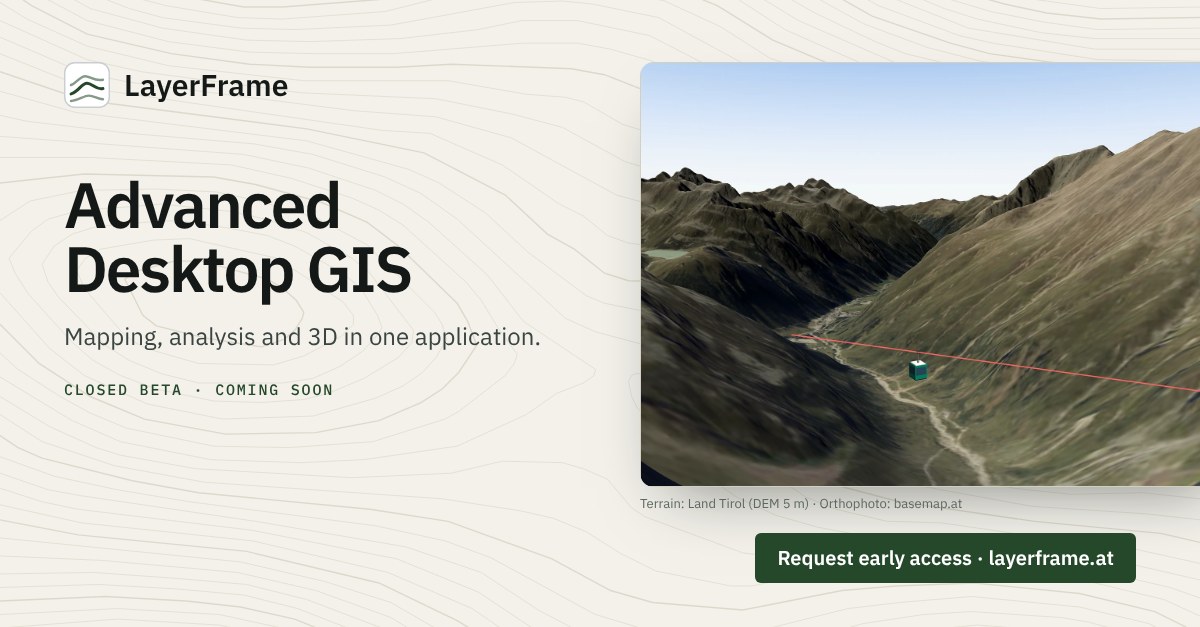 LayerFrame
Advanced
Desktop GIS
Mapping, analysis and 3D in one application.
CLOSED BETA · COMING SOON
Terrain: Land Tirol (DEM 5 m) · Orthophoto: basemap.at
Request early access · layerframe.at